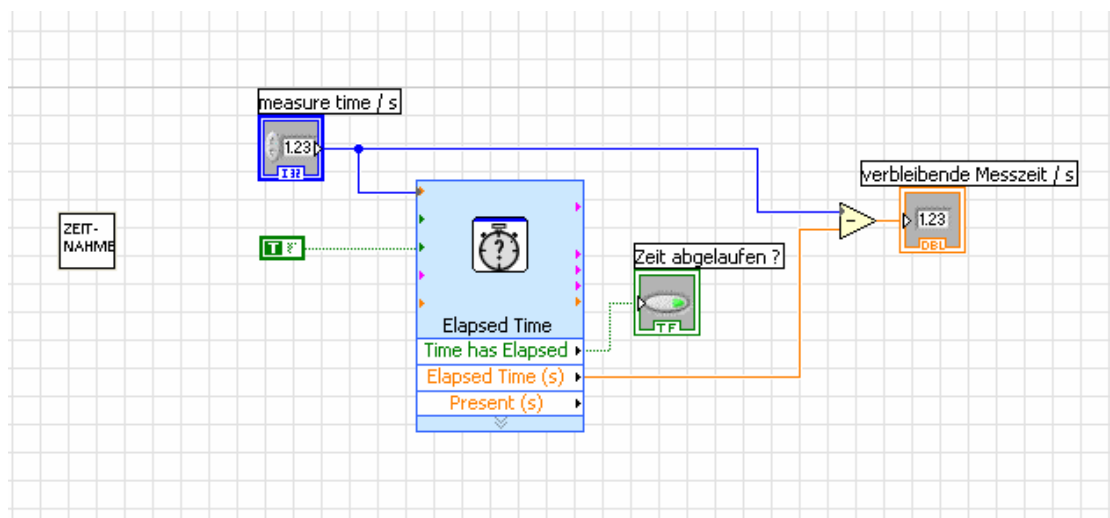 measure time / s
1.23
I32
verbleibende Messzeit / s
1.23
DBL
ZEIT-
NAHME
T
?
Zeit abgelaufen ?
TF
Elapsed Time
Time has Elapsed
Elapsed Time (s)
Present (s)
-